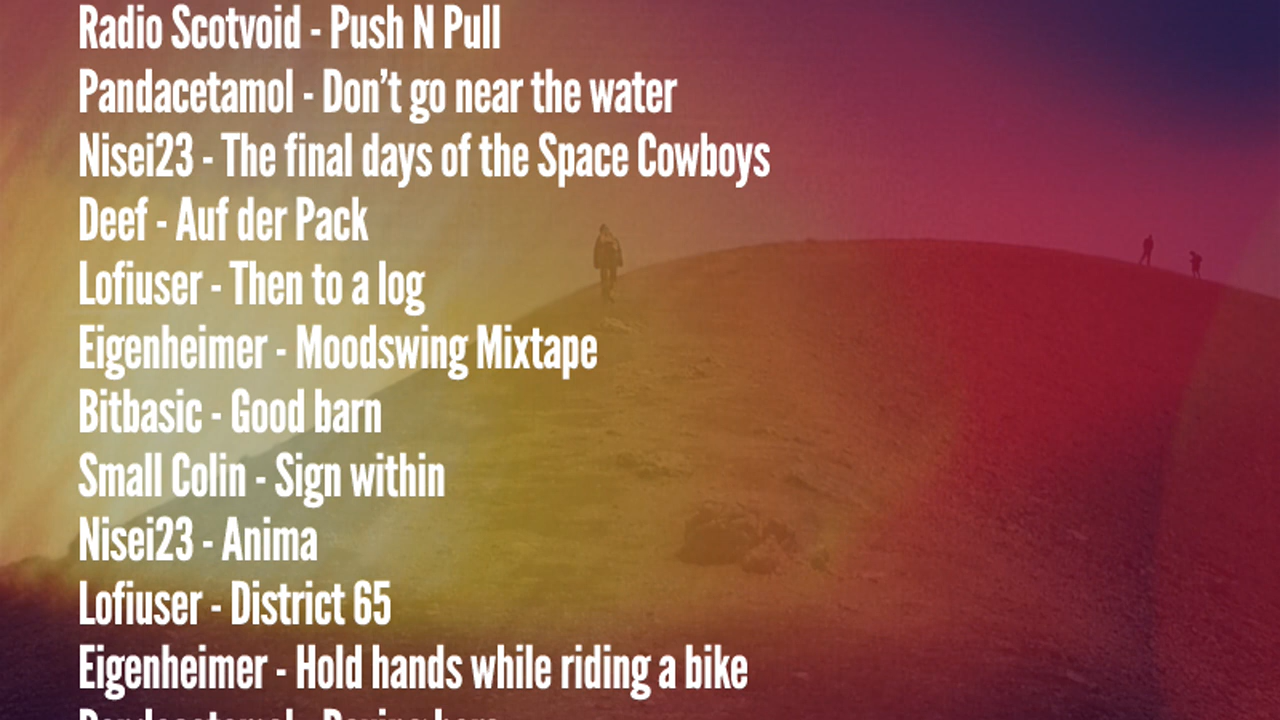 Radio Scotvoid - Push N Pull
Pandacetamol - Don’t go near the water
Nisei23 - The final days of the Space Cowboys
Deef - Auf der Pack
Lofiuser - Then to a log
Eigenheimer - Moodswing Mixtape
Bitbasic - Good barn
Small Colin - Sign within
Nisei23 - Anima
Lofiuser - District 65
Eigenheimer - Hold hands while riding a bike
Pandacetamol -